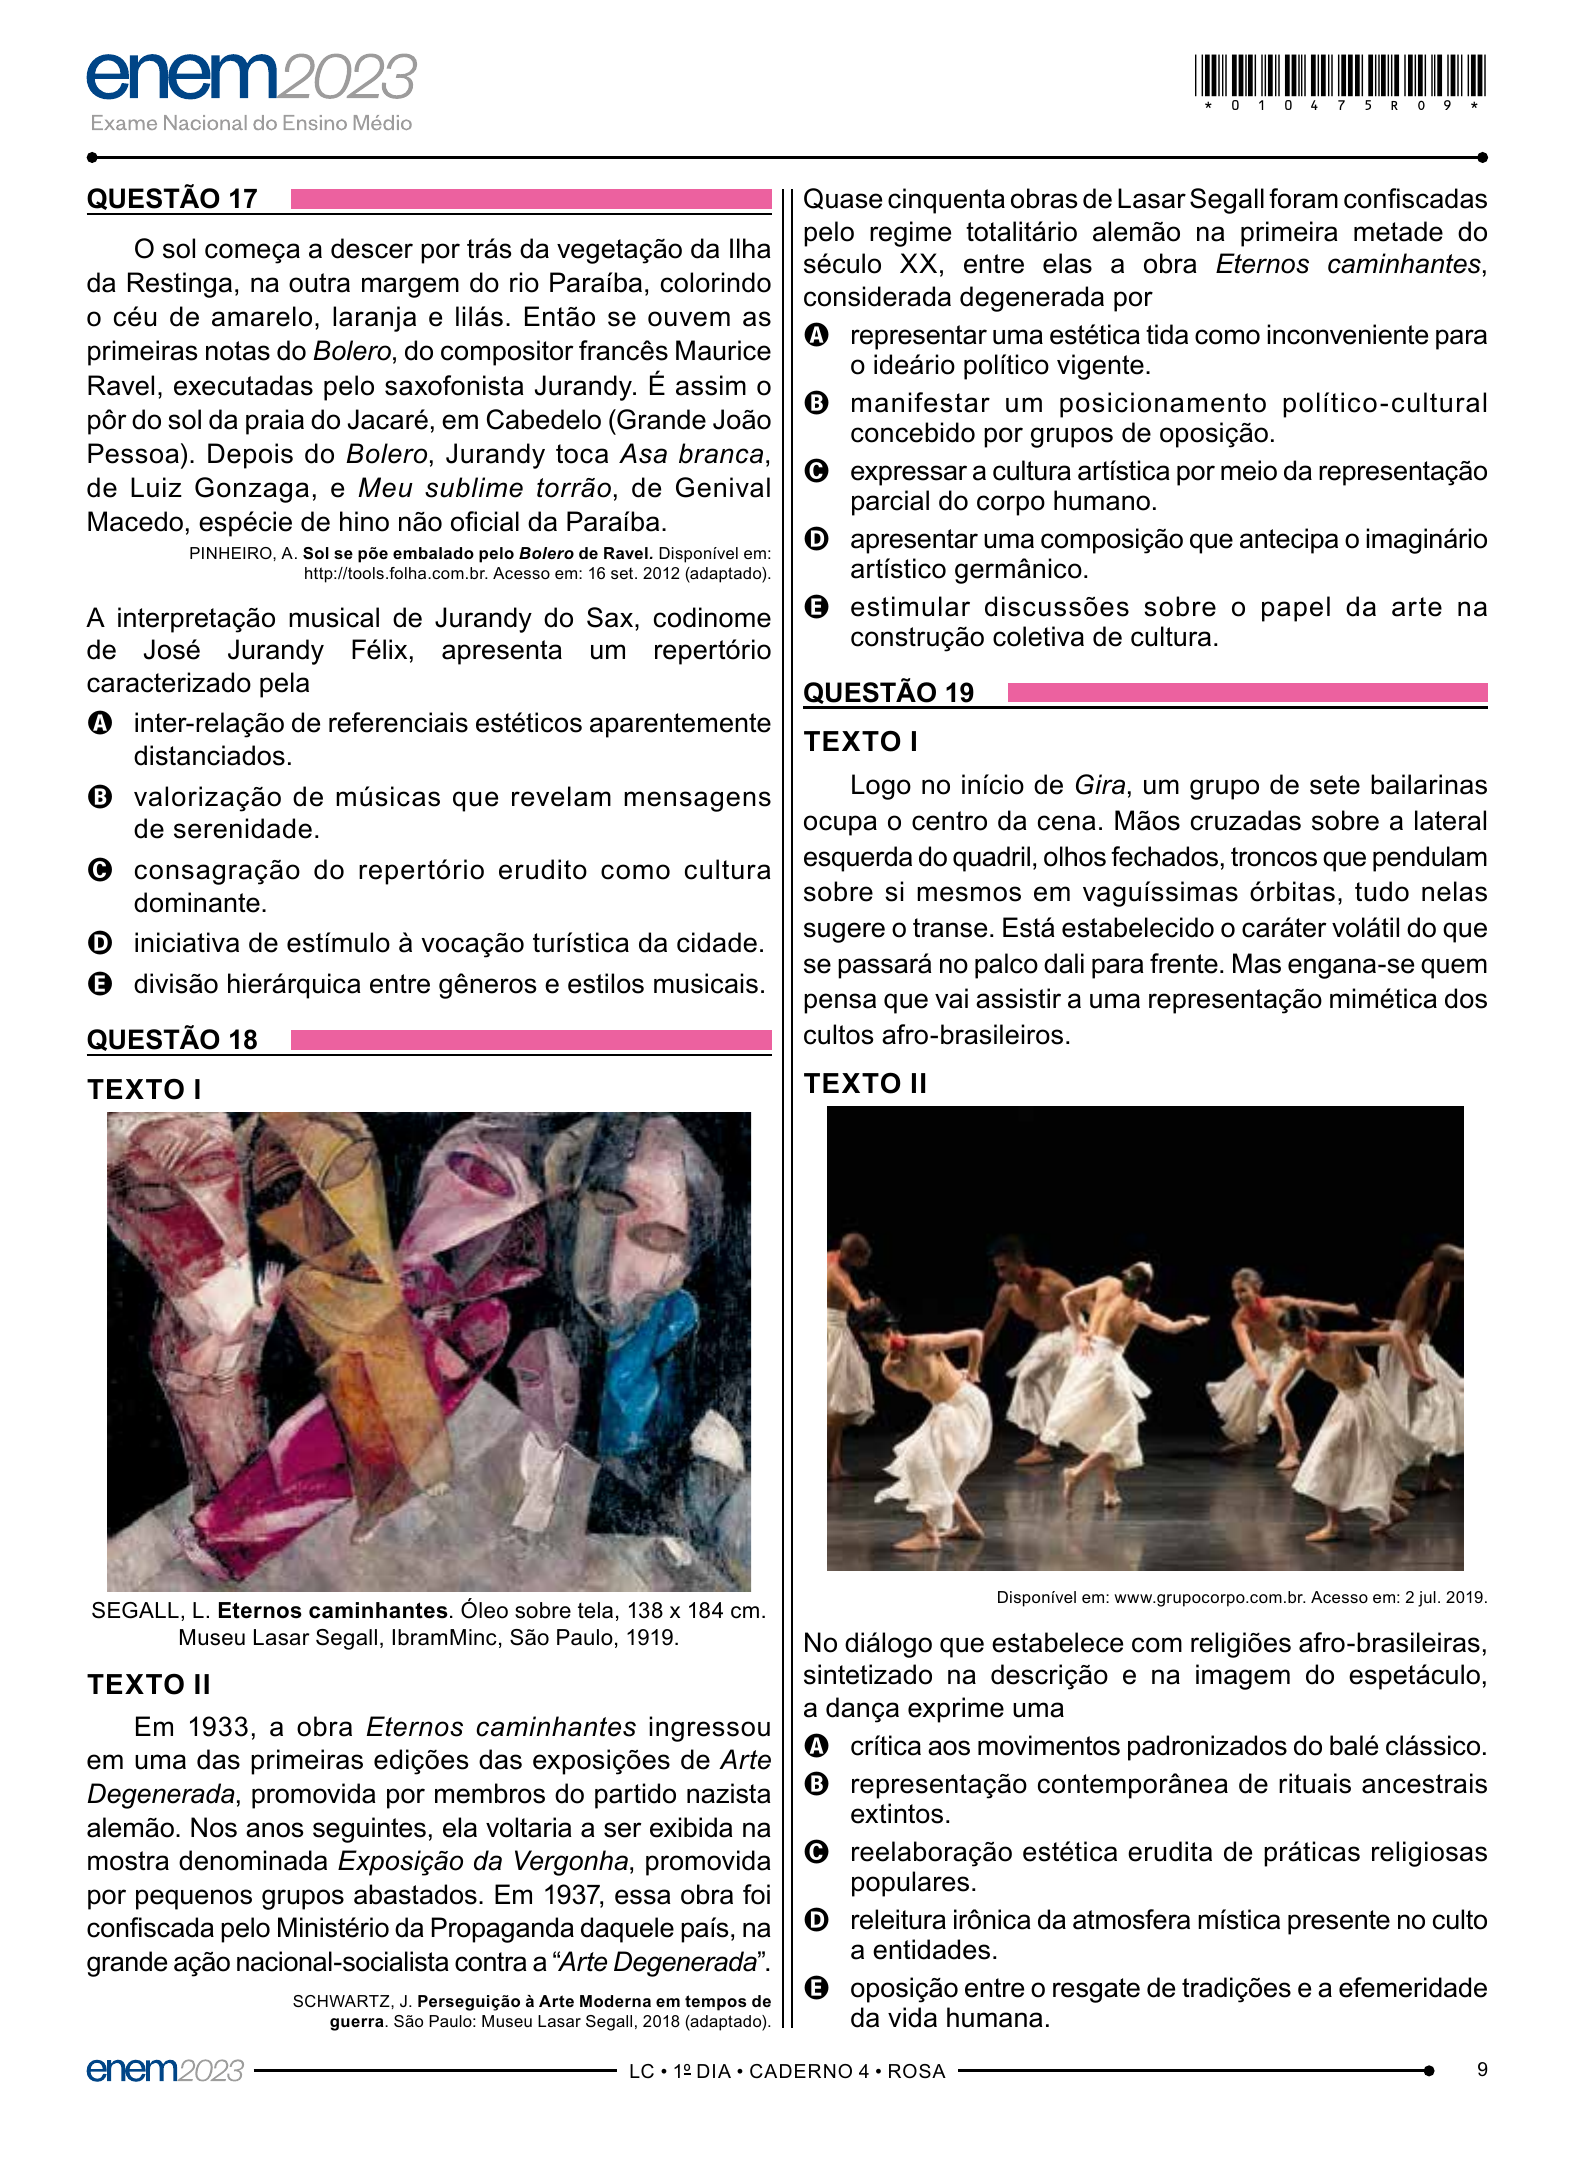 enem2023
Exame Nacional do Ensino Médio
*010475R09*
QUESTÃO 17
O sol começa a descer por trás da vegetação da Ilha
da Restinga, na outra margem do rio Paraíba, colorindo
o céu de amarelo, laranja e lilás. Então se ouvem as
primeiras notas do Bolero, do compositor francês Maurice
Ravel, executadas pelo saxofonista Jurandy. É assim o
pôr do sol da praia do Jacaré, em Cabedelo (Grande João
Pessoa). Depois do Bolero, Jurandy toca Asa branca,
de Luiz Gonzaga, e Meu sublime torrão, de Genival
Macedo, espécie de hino não oficial da Paraíba.
PINHEIRO, A. Sol se põe embalado pelo Bolero de Ravel. Disponível em:
http://tools.folha.com.br. Acesso em: 16 set. 2012 (adaptado).
A interpretação musical de Jurandy do Sax, codinome
de José Jurandy Félix, apresenta um repertório
caracterizado pela
A inter-relação de referenciais estéticos aparentemente
distanciados.
B valorização de músicas que revelam mensagens
de serenidade.
C consagração do repertório erudito como cultura
dominante.
D iniciativa de estímulo à vocação turística da cidade.
E divisão hierárquica entre gêneros e estilos musicais.
QUESTÃO 18
TEXTO I
SEGALL, L. Eternos caminhantes. Óleo sobre tela, 138 x 184 cm.
Museu Lasar Segall, IbramMinc, São Paulo, 1919.
TEXTO II
Em 1933, a obra Eternos caminhantes ingressou
em uma das primeiras edições das exposições de Arte
Degenerada, promovida por membros do partido nazista
alemão. Nos anos seguintes, ela voltaria a ser exibida na
mostra denominada Exposição da Vergonha, promovida
por pequenos grupos abastados. Em 1937, essa obra foi
confiscada pelo Ministério da Propaganda daquele país, na
grande ação nacional-socialista contra a “Arte Degenerada”.
SCHWARTZ, J. Perseguição à Arte Moderna em tempos de
guerra. São Paulo: Museu Lasar Segall, 2018 (adaptado).
Quase cinquenta obras de Lasar Segall foram confiscadas
pelo regime totalitário alemão na primeira metade do
século XX, entre elas a obra Eternos caminhantes,
considerada degenerada por
A representar uma estética tida como inconveniente para
o ideário político vigente.
B manifestar um posicionamento político-cultural
concebido por grupos de oposição.
C expressar a cultura artística por meio da representação
parcial do corpo humano.
D apresentar uma composição que antecipa o imaginário
artístico germânico.
E estimular discussões sobre o papel da arte na
construção coletiva de cultura.
QUESTÃO 19
TEXTO I
Logo no início de Gira, um grupo de sete bailarinas
ocupa o centro da cena. Mãos cruzadas sobre a lateral
esquerda do quadril, olhos fechados, troncos que pendulam
sobre si mesmos em vaguíssimas órbitas, tudo nelas
sugere o transe. Está estabelecido o caráter volátil do que
se passará no palco dali para frente. Mas engana-se quem
pensa que vai assistir a uma representação mimética dos
cultos afro-brasileiros.
TEXTO II
Disponível em: www.grupocorpo.com.br. Acesso em: 2 jul. 2019.
No diálogo que estabelece com religiões afro-brasileiras,
sintetizado na descrição e na imagem do espetáculo,
a dança exprime uma
A crítica aos movimentos padronizados do balé clássico.
B representação contemporânea de rituais ancestrais
extintos.
C reelaboração estética erudita de práticas religiosas
populares.
D releitura irônica da atmosfera mística presente no culto
a entidades.
E oposição entre o resgate de tradições e a efemeridade
da vida humana.
enem2023
LC • 1º DIA • CADERNO 4 • ROSA
9